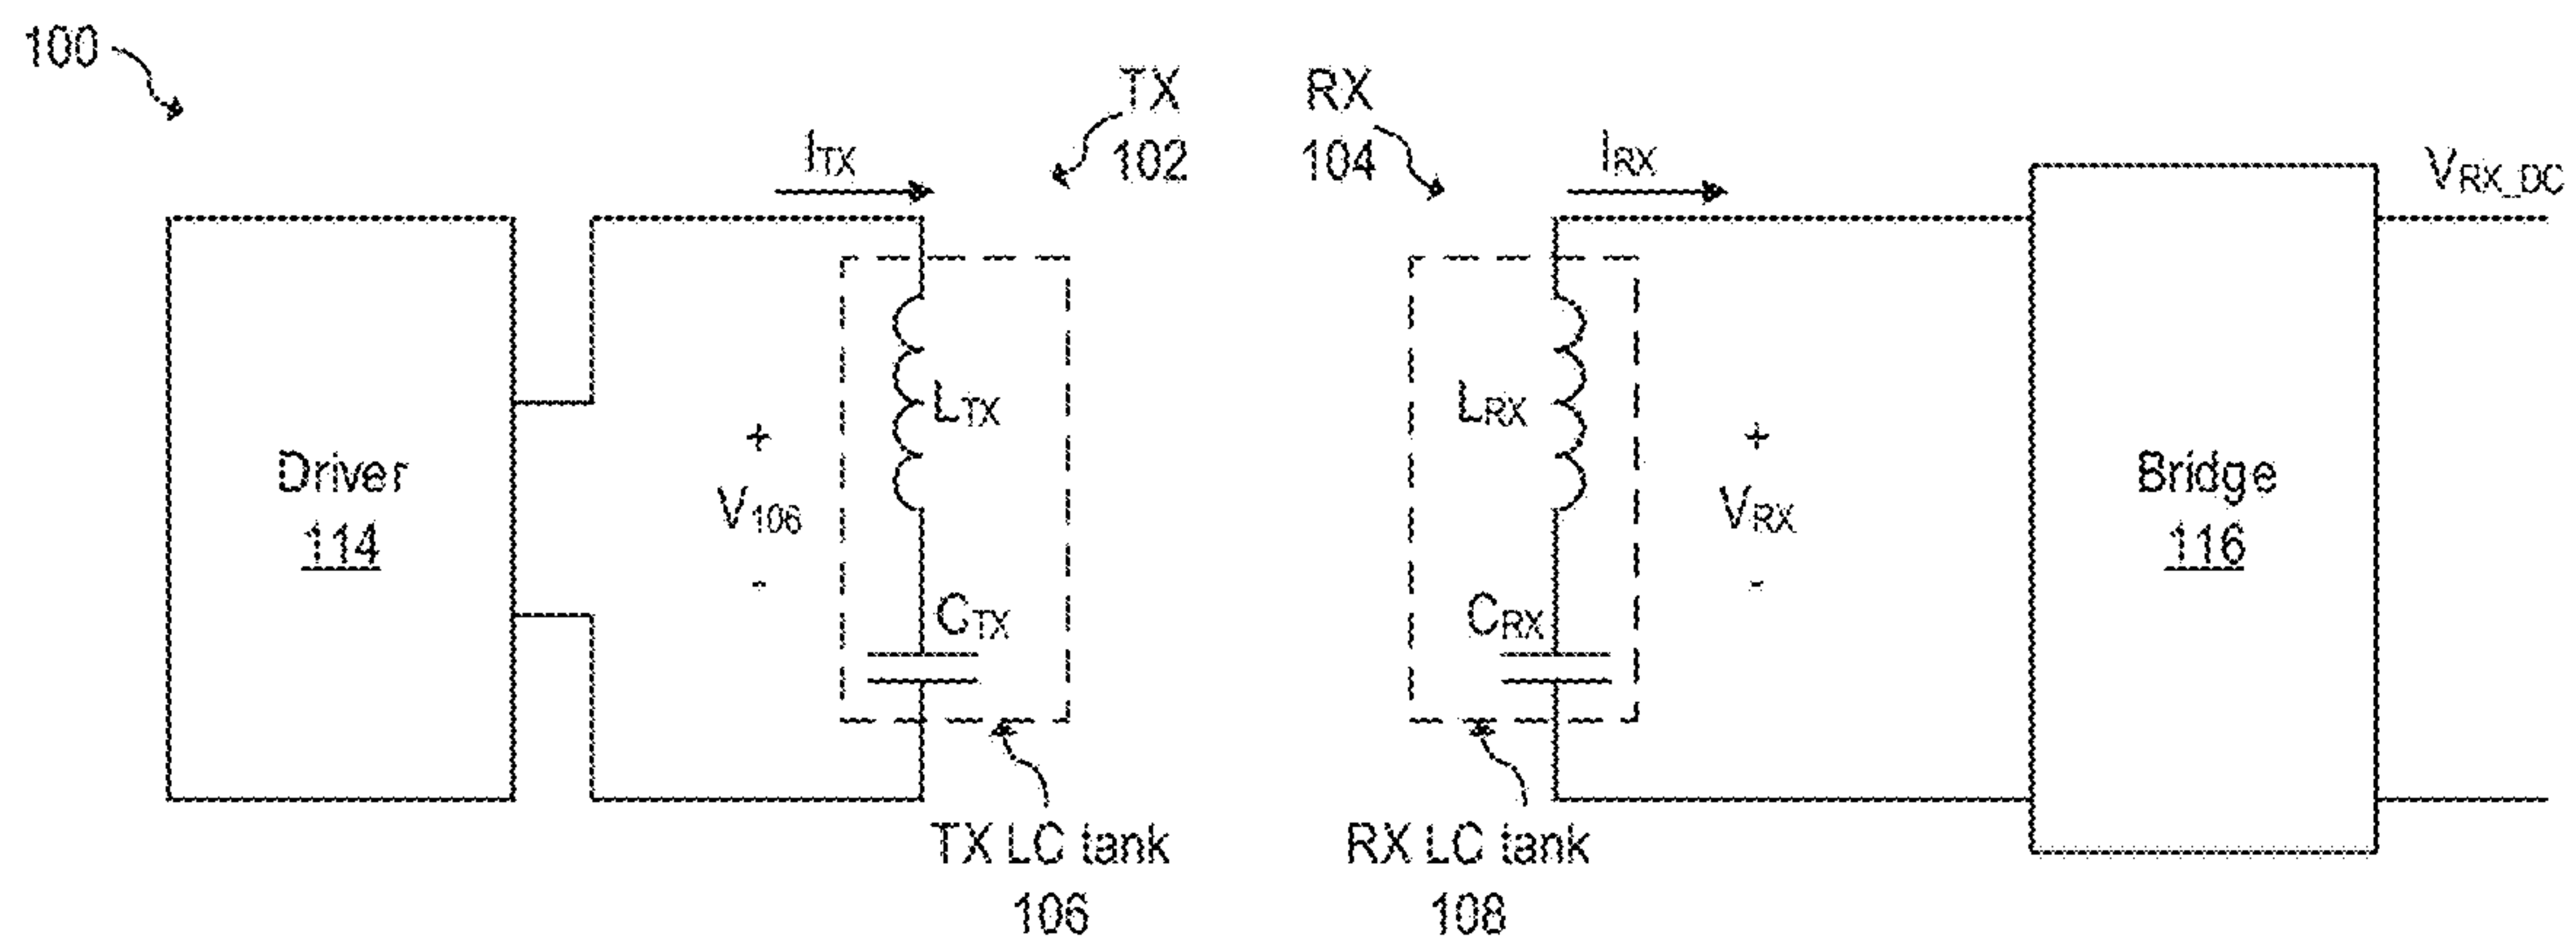 100
TX
102
RX
104
ITX
IRX
VRX_DC
Driver
114
+
V106
-
LTX
CTX
LRX
CRX
+
VRX
-
Bridge
116
TX LC tank
106
RX LC tank
108